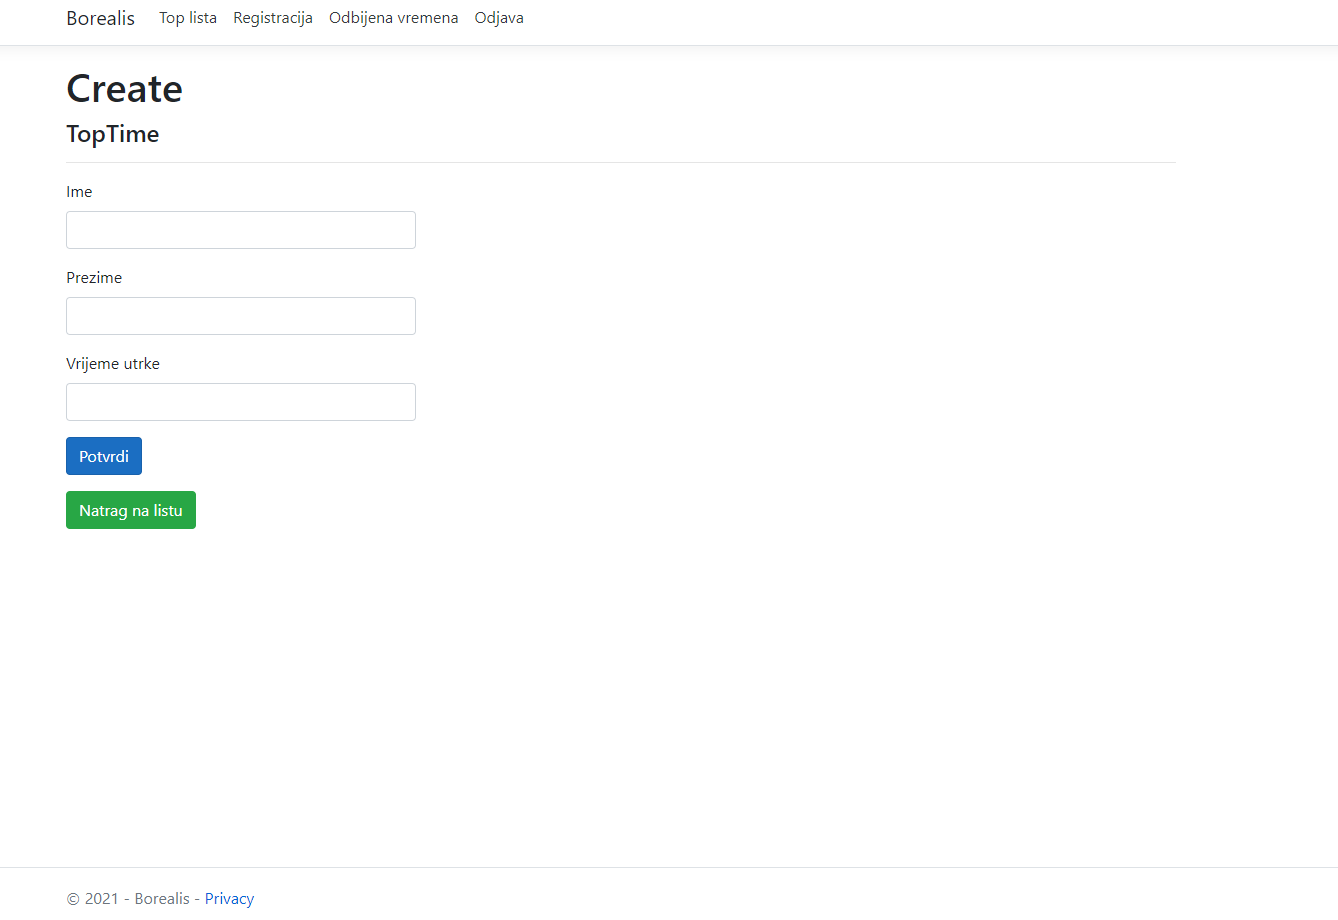 Borealis Top lista Registracija Odbijena vremena Odjava
Create
TopTime
Ime
Prezime
Vrijeme utrke
Potvrdi
Natrag na listu
© 2021 - Borealis - Privacy